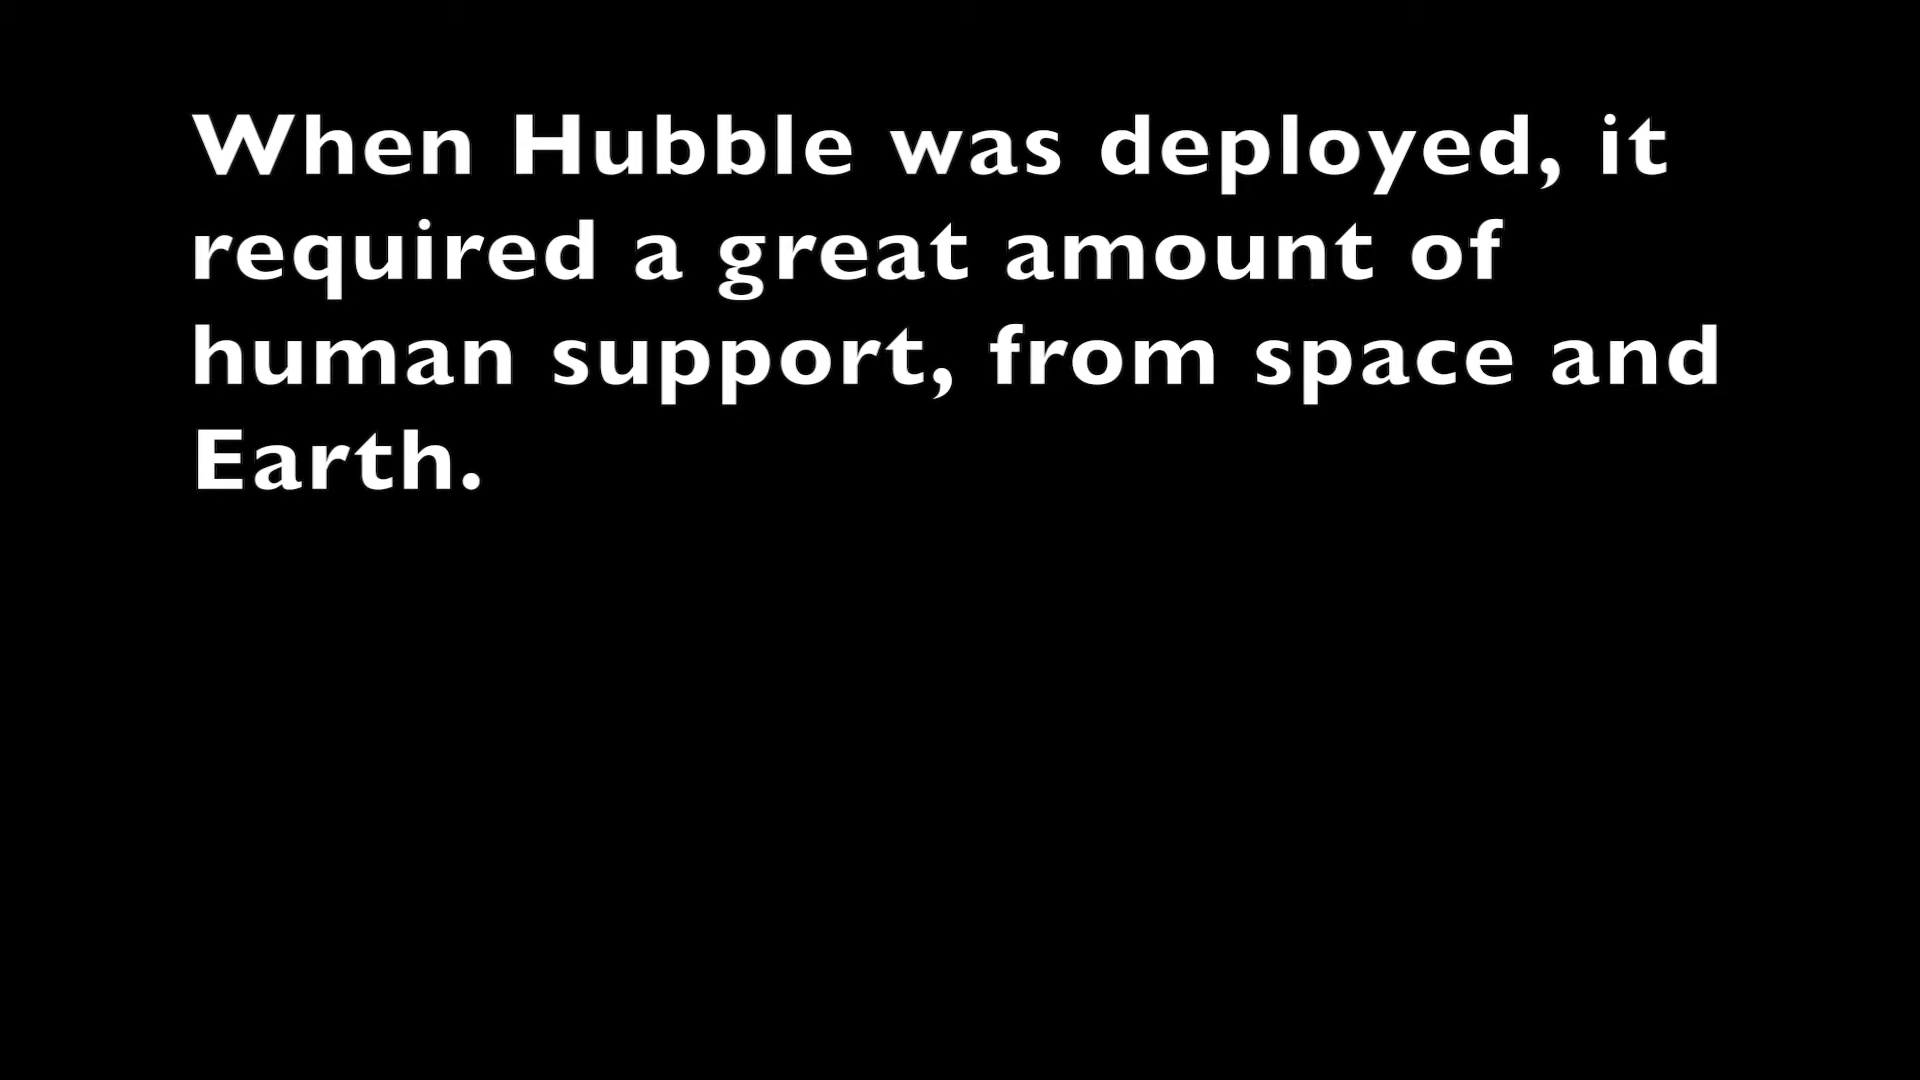 When Hubble was deployed, it
required a great amount of
human support, from space and
Earth.